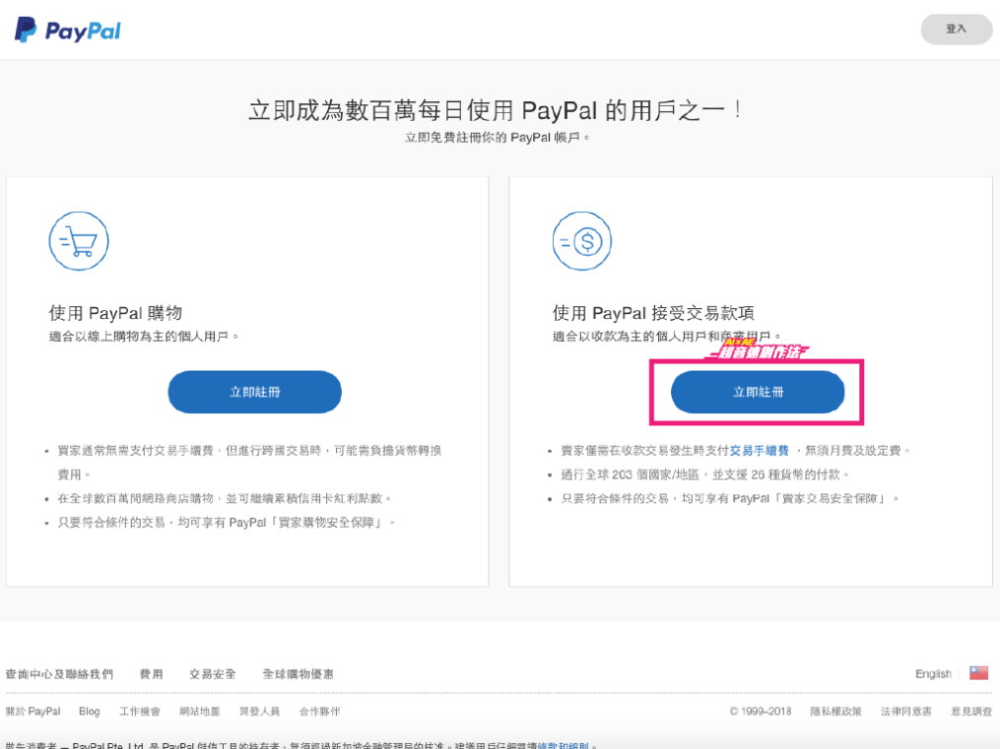 PayPal
登入
立即成為數百萬每日使用 PayPal 的用戶之一！
立即免費註冊你的 PayPal 帳戶。
使用 PayPal 購物
適合以線上購物為主的個人用戶。
立即註冊
• 買家通常無需支付交易手續費，但進行跨國交易時，可能需負擔貨幣轉換
費用。
• 在全球數百萬間網路商店購物，並可繼續累積信用卡紅利點數。
• 只要符合條件的交易，均可享有 PayPal「買家購物安全保障」。
使用 PayPal 接受交易款項
適合以收款為主的個人用戶和商業用戶。
AI×AE
超音速創作法
立即註冊
• 賣家僅需在收款交易發生時支付交易手續費 ，無須月費及設定費。
• 通行全球 203 個國家/地區，並支援 26 種貨幣的付款。
• 只要符合條件的交易，均可享有 PayPal「賣家交易安全保障」。
查詢中心及聯絡我們 費用 交易安全 全球購物優惠
English
關於 PayPal Blog 工作機會 網站地圖 開發人員 合作夥伴
© 1999–2018 隱私權政策 法律同意書 意見調查
敬告消費者 — PayPal Pte. Ltd. 是 PayPal 儲值工具的持有者，無須經過新加坡金融管理局的核准。建議用戶仔細閱讀條款和細則。